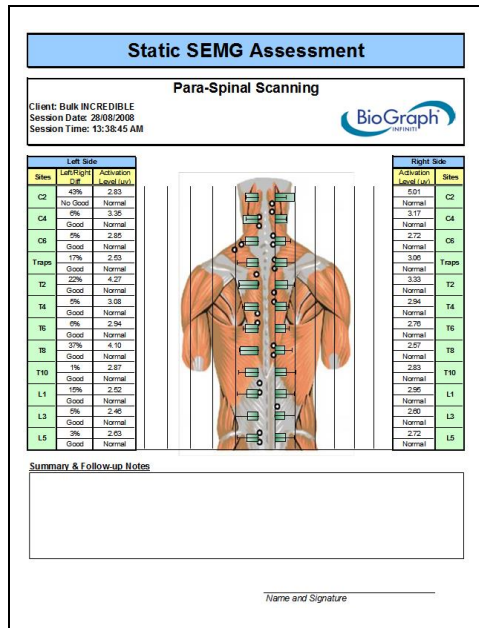 Static SEMG Assessment
Para-Spinal Scanning
Client: Bulk INCREDIBLE
Session Date: 28/08/2008
Session Time: 13:38:45 AM
BioGraph
INFINITI
Left Side
Right Side
Sites Left/Right Diff Activation Level (uv)
Activation Level (uv) Sites
C2 43% 2.83 5.01 C2
No Good Normal Normal
C4 6% 3.35 3.17 C4
Good Normal Normal
C6 5% 2.85 2.72 C6
Good Normal Normal
Traps 17% 2.53 3.06 Traps
Good Normal Normal
T2 22% 4.27 3.33 T2
Good Normal Normal
T4 5% 3.08 2.94 T4
Good Normal Normal
T6 6% 2.94 2.76 T6
Good Normal Normal
T8 37% 4.10 2.57 T8
Good Normal Normal
T10 1% 2.87 2.83 T10
Good Normal Normal
L1 15% 2.52 2.95 L1
Good Normal Normal
L3 5% 2.46 2.60 L3
Good Normal Normal
L5 3% 2.63 2.72 L5
Good Normal Normal
Summary & Follow-up Notes
Name and Signature